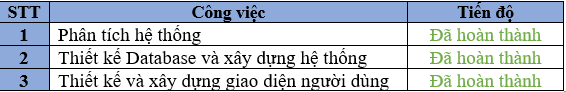 STT Công việc Tiến độ
1 Phân tích hệ thống Đã hoàn thành
2 Thiết kế Database và xây dựng hệ thống Đã hoàn thành
3 Thiết kế và xây dựng giao diện người dùng Đã hoàn thành